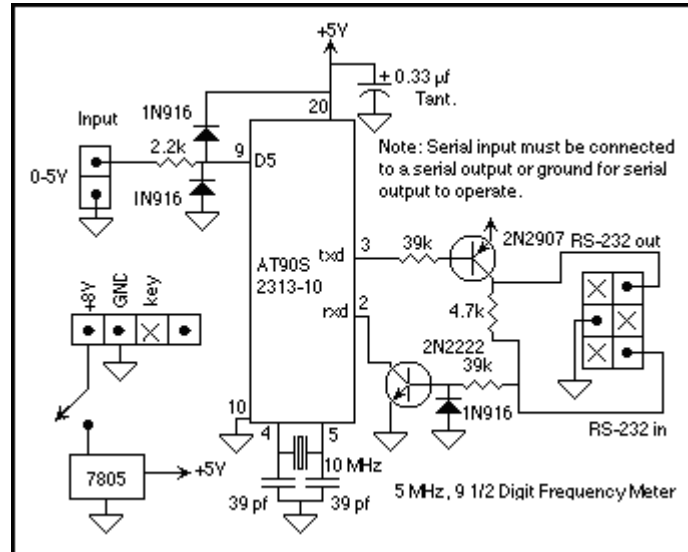 +5V
+ 0.33 µf
Tant.
20
1N916
Input
2.2k
9
D5
0-5V
1N916
Note: Serial input must be connected
to a serial output or ground for serial
output to operate.
2N2907
RS-232 out
3
39k
txd
AT90S
2313-10
+8V
GND
key
rxd
2
4.7k
2N2222
39k
1N916
10
4
5
RS-232 in
10 MHz
7805
+5V
39 pf
39 pf
5 MHz, 9 1/2 Digit Frequency Meter